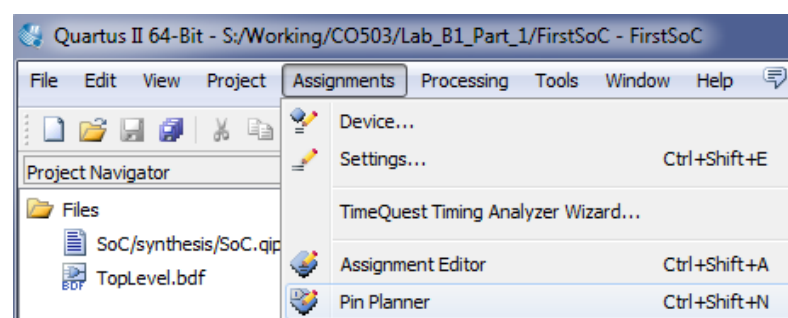 Quartus II 64-Bit - S:/Working/CO503/Lab_B1_Part_1/FirstSoC - FirstSoC
File Edit View Project Assignments Processing Tools Window Help
Device...
Settings... Ctrl+Shift+E
Project Navigator
Files
TimeQuest Timing Analyzer Wizard...
SoC/synthesis/SoC.qip
Assignment Editor Ctrl+Shift+A
BDF TopLevel.bdf
Pin Planner Ctrl+Shift+N